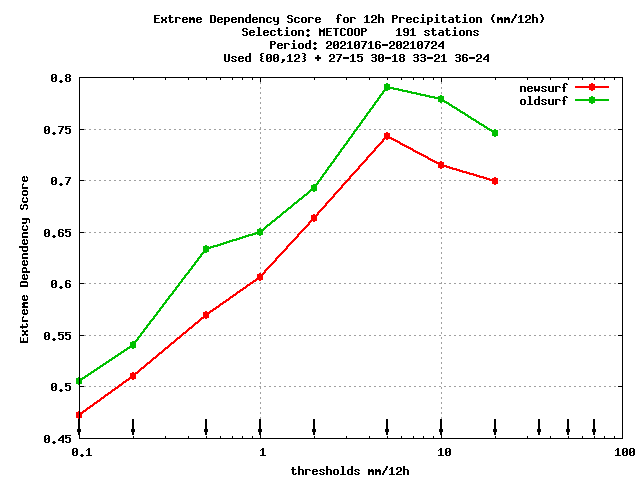 Extreme Dependency Score  for 12h Precipitation (mm/12h)
Selection: METCOOP    191 stations
Period: 20210716-20210724
Used {00,12} + 27-15 30-18 33-21 36-24
newsurf
oldsurf
0.8
0.75
0.7
0.65
0.6
0.55
0.5
0.45
Extreme Dependency Score
0.1 1 10 100
thresholds mm/12h